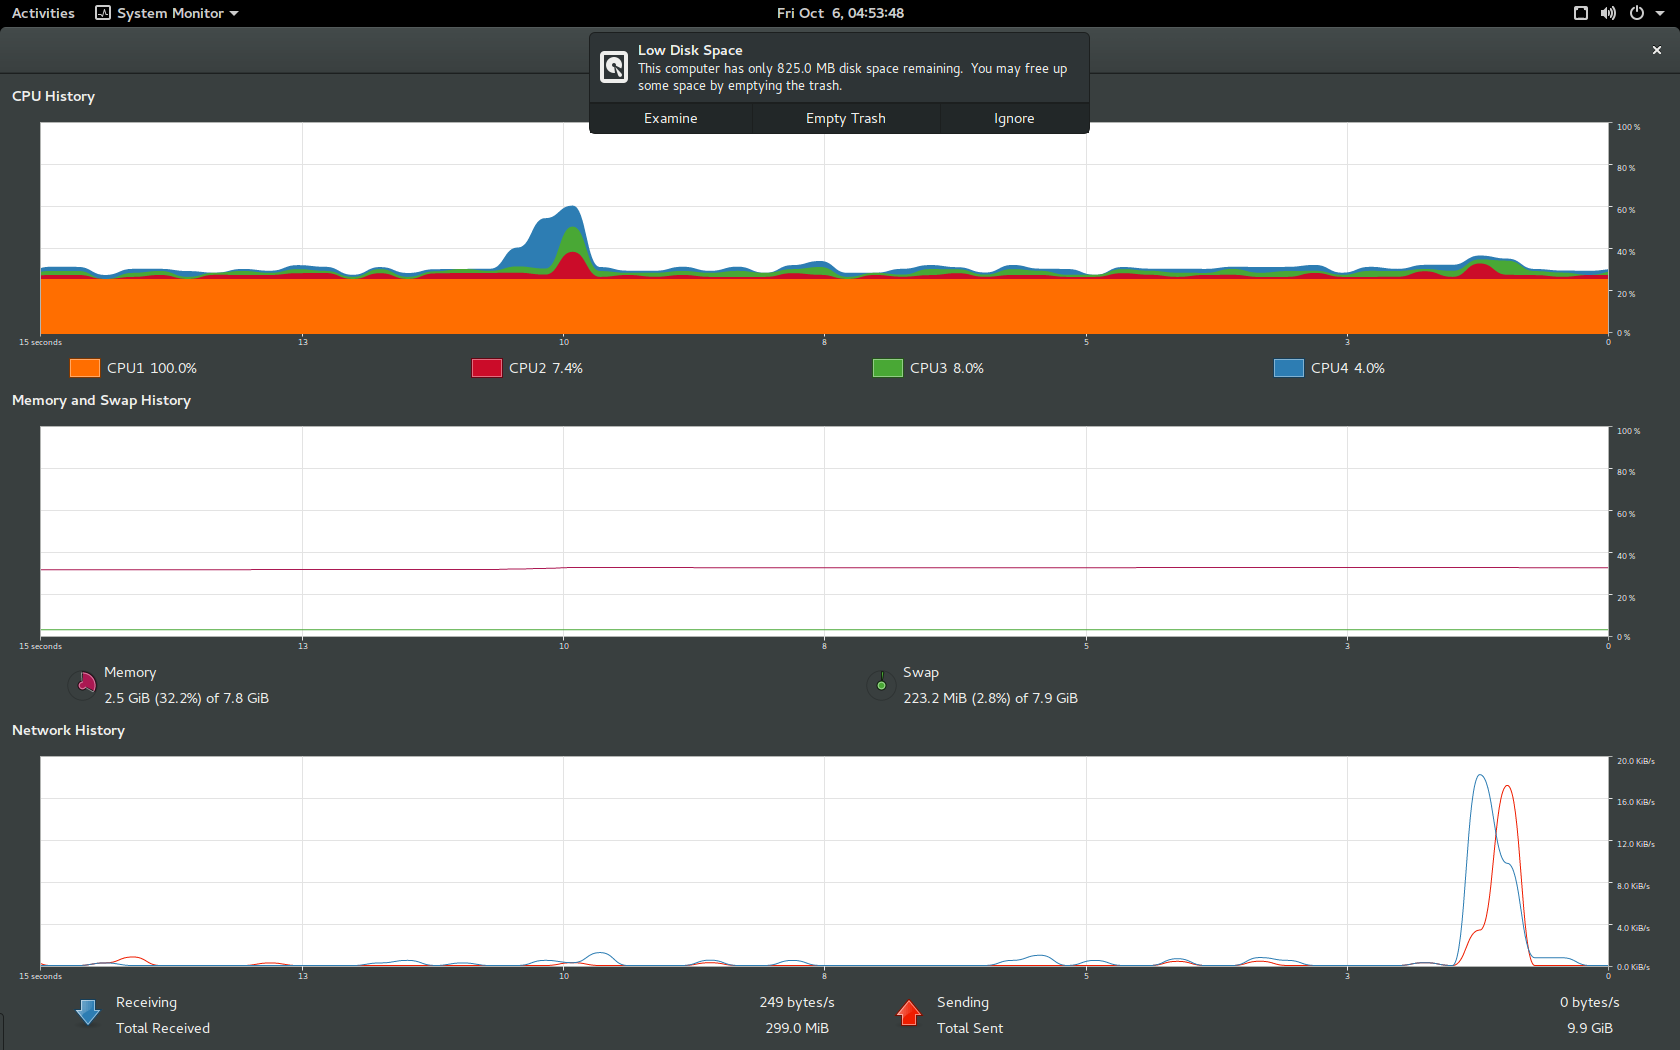 Activities
System Monitor
Fri Oct 6, 04:53:48
Low Disk Space
This computer has only 825.0 MB disk space remaining. You may free up
some space by emptying the trash.
Examine
Empty Trash
Ignore
CPU History
100 %
80 %
60 %
40 %
20 %
0 %
15 seconds
13
10
8
5
3
0
CPU1 100.0%
CPU2 7.4%
CPU3 8.0%
CPU4 4.0%
Memory and Swap History
100 %
80 %
60 %
40 %
20 %
0 %
15 seconds
13
10
8
5
3
0
Memory
2.5 GiB (32.2%) of 7.8 GiB
Swap
223.2 MiB (2.8%) of 7.9 GiB
Network History
20.0 KiB/s
16.0 KiB/s
12.0 KiB/s
8.0 KiB/s
4.0 KiB/s
0.0 KiB/s
15 seconds
13
10
8
5
3
0
Receiving
249 bytes/s
Total Received
299.0 MiB
Sending
0 bytes/s
Total Sent
9.9 GiB